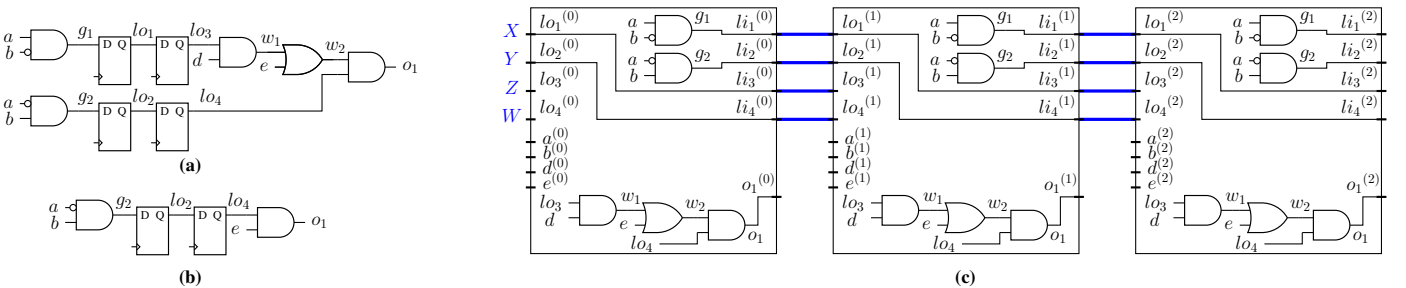 a b g₁ D Q lo₁ D Q lo₃ d w₁ e w₂ o₁
a b g₂ D Q lo₂ D Q lo₄
(a)
a b g₂ D Q lo₂ D Q lo₄ e o₁
(b)
X Y Z W
lo₁⁽⁰⁾ a b g₁ li₁⁽⁰⁾
lo₂⁽⁰⁾ a b g₂ li₂⁽⁰⁾
lo₃⁽⁰⁾ li₃⁽⁰⁾
lo₄⁽⁰⁾ li₄⁽⁰⁾
a⁽⁰⁾
b⁽⁰⁾
d⁽⁰⁾
e⁽⁰⁾ o₁⁽⁰⁾
lo₃ d w₁ e w₂ lo₄ o₁
lo₁⁽¹⁾ a b g₁ li₁⁽¹⁾
lo₂⁽¹⁾ a b g₂ li₂⁽¹⁾
lo₃⁽¹⁾ li₃⁽¹⁾
lo₄⁽¹⁾ li₄⁽¹⁾
a⁽¹⁾
b⁽¹⁾
d⁽¹⁾
e⁽¹⁾ o₁⁽¹⁾
lo₃ d w₁ e w₂ lo₄ o₁
lo₁⁽²⁾ a b g₁ li₁⁽²⁾
lo₂⁽²⁾ a b g₂ li₂⁽²⁾
lo₃⁽²⁾ li₃⁽²⁾
lo₄⁽²⁾ li₄⁽²⁾
a⁽²⁾
b⁽²⁾
d⁽²⁾
e⁽²⁾ o₁⁽²⁾
lo₃ d w₁ e w₂ lo₄ o₁
(c)